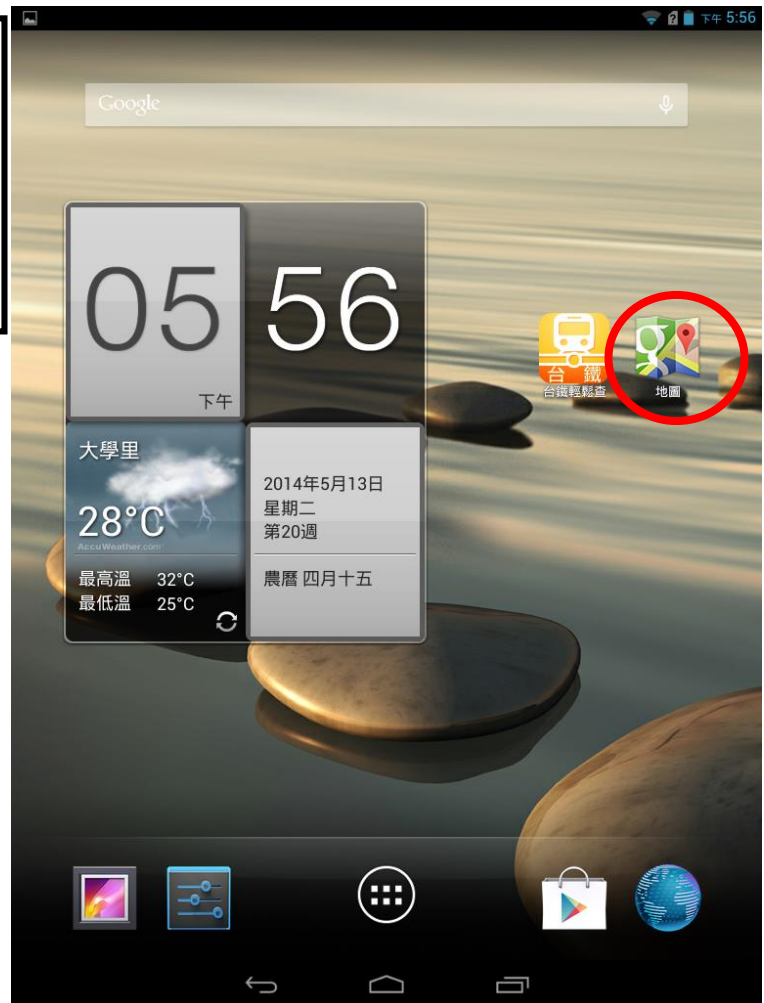 下午 5:56
Google
05
56
下午
大學里
28°C
AccuWeather.com
最高溫 32°C
最低溫 25°C
2014年5月13日
星期二
第20週
農曆 四月十五
台 鐵
台鐵輕鬆查
地圖